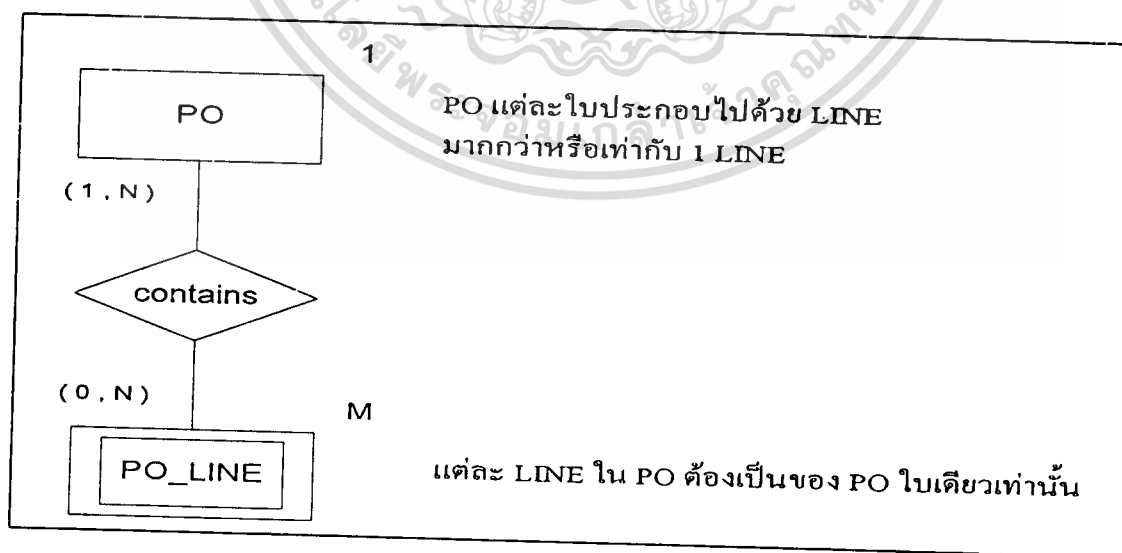 1
PO
PO แต่ละใบประกอบไปด้วย LINE
มากกว่าหรือเท่ากับ 1 LINE
(1,N)
contains
(0,N)
M
PO_LINE
แต่ละ LINE ใน PO ต้องเป็นของ PO ใบเดียวเท่านั้น